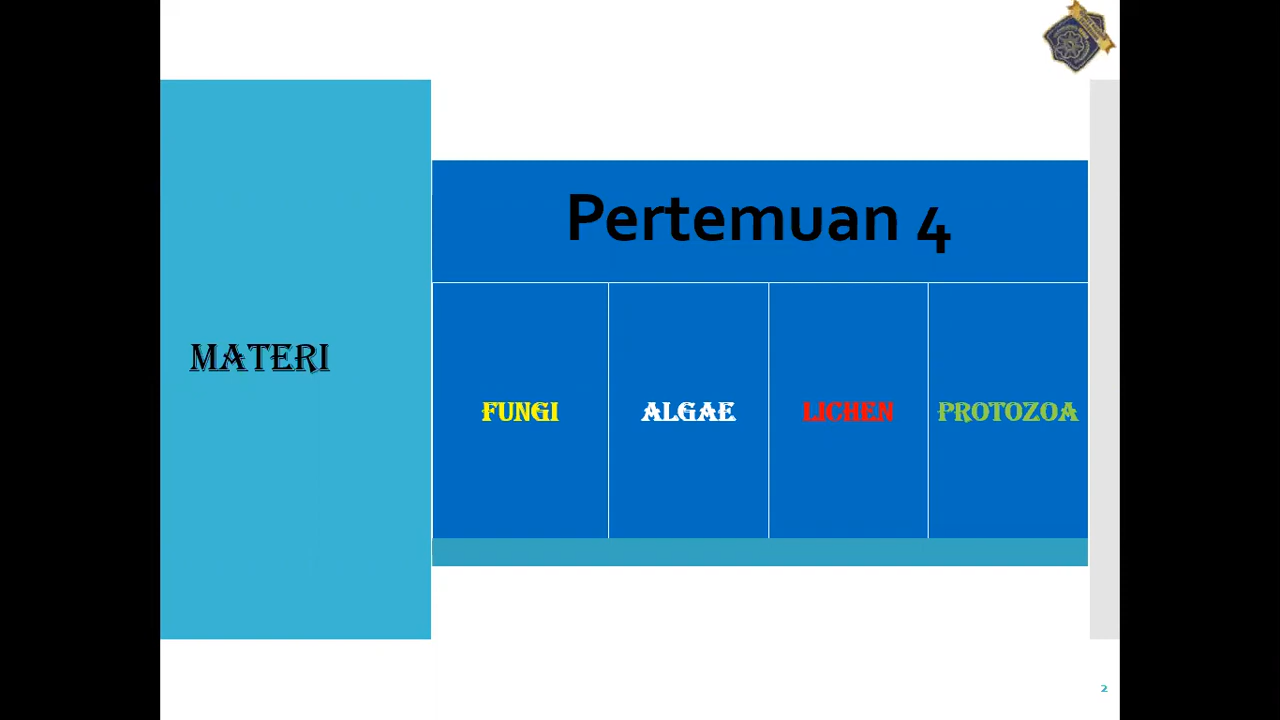 MATERI
Pertemuan 4
FUNGI
ALGAE
LICHEN
PROTOZOA
2